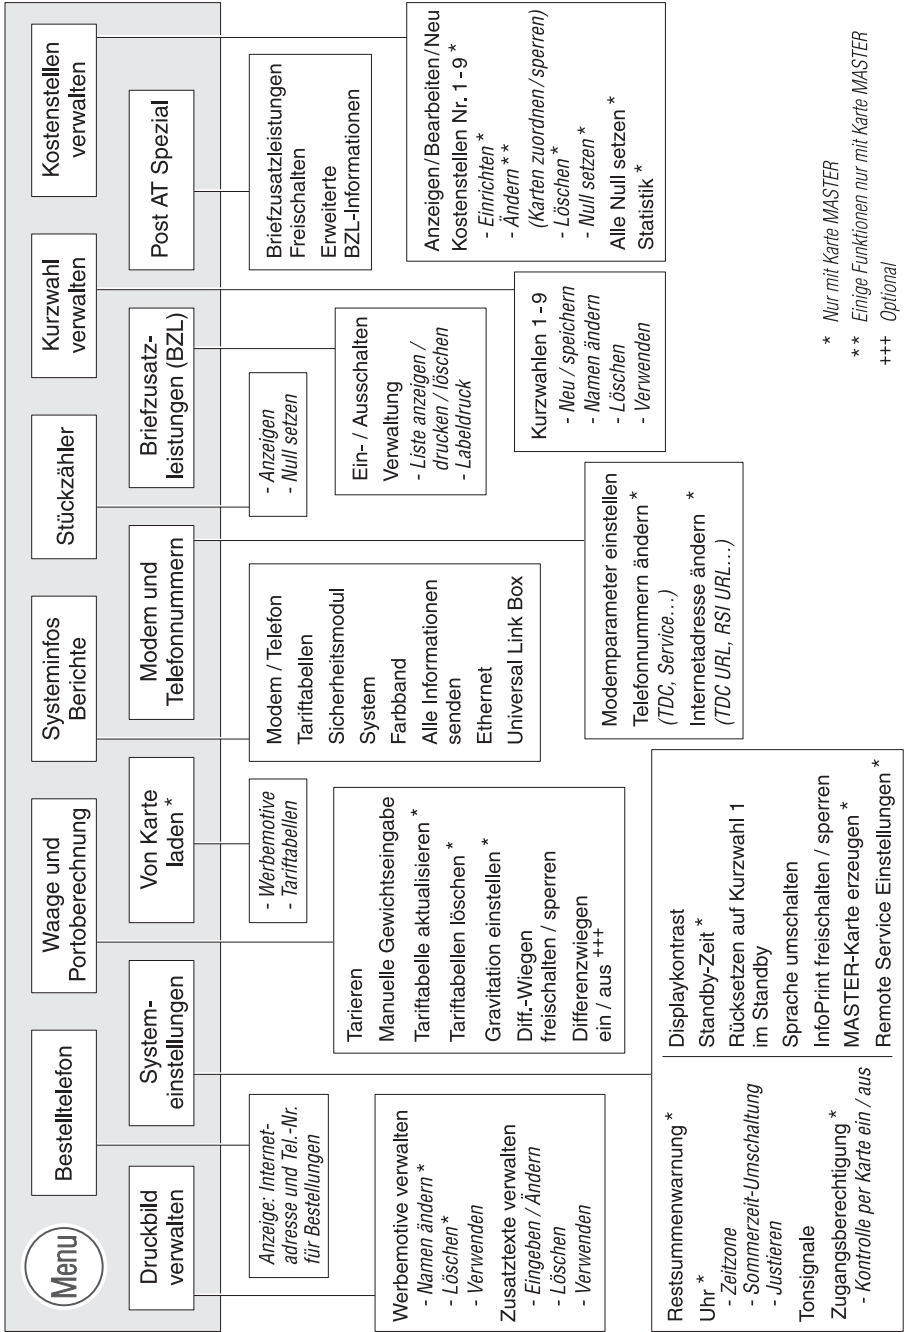 Menu
Bestelltelefon
Waage und
Portoberechnung
Systeminfos
Berichte
Stückzähler
Kurzwahl
verwalten
Kostenstellen
verwalten
Druckbild
verwalten
System-
einstellungen
Von Karte
laden *
Modem und
Telefonnummern
Briefzusatz-
leistungen (BZL)
Post AT Spezial
Anzeige: Internet-
adresse und Tel.-Nr.
für Bestellungen
- Werbemotive
- Tariftabellen
Modem / Telefon
Tariftabellen
Sicherheitsmodul
System
Farbband
Alle Informationen
senden
Ethernet
Universal Link Box
- Anzeigen
- Null setzen
Briefzusatzleistungen
Freischalten
Erweiterte
BZL-Informationen
Werbemotive verwalten
- Namen ändern *
- Löschen*
- Verwenden
Zusatztexte verwalten
- Eingeben / Ändern
- Löschen
- Verwenden
Tarieren
Manuelle Gewichtseingabe
Tariftabelle aktualisieren *
Tariftabellen löschen *
Gravitation einstellen *
Diff.-Wiegen
freischalten / sperren
Differenzwiegen
ein / aus +++
Ein- / Ausschalten
Verwaltung
- Liste anzeigen /
drucken / löschen
- Labeldruck
Anzeigen / Bearbeiten / Neu
Kostenstellen Nr. 1 - 9 *
- Einrichten *
- Ändern * *
(Karten zuordnen / sperren)
- Löschen *
- Null setzen *
Alle Null setzen *
Statistik *
Kurzwahlen 1 - 9
- Neu / speichern
- Namen ändern
- Löschen
- Verwenden
Modemparameter einstellen
Telefonnummern ändern *
(TDC, Service...)
Internetadresse ändern *
(TDC URL, RSI URL...)
Restsummenwarnung *
Uhr*
- Zeitzone
- Sommerzeit-Umschaltung
- Justieren
Tonsignale
Zugangsberechtigung *
- Kontrolle per Karte ein / aus
Displaykontrast
Standby-Zeit *
Rücksetzen auf Kurzwahl 1
im Standby
Sprache umschalten
InfoPrint freischalten / sperren
MASTER-Karte erzeugen *
Remote Service Einstellungen *
* Nur mit Karte MASTER
* * Einige Funktionen nur mit Karte MASTER
+++ Optional